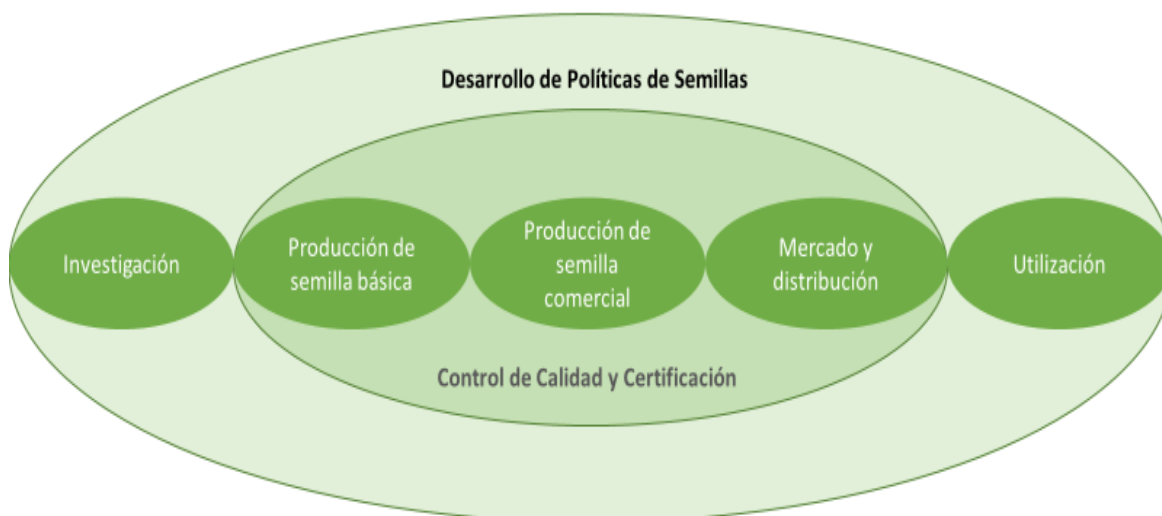 Desarrollo de Políticas de Semillas
Investigación
Producción de
semilla básica
Producción de
semilla
comercial
Mercado y
distribución
Utilización
Control de Calidad y Certificación